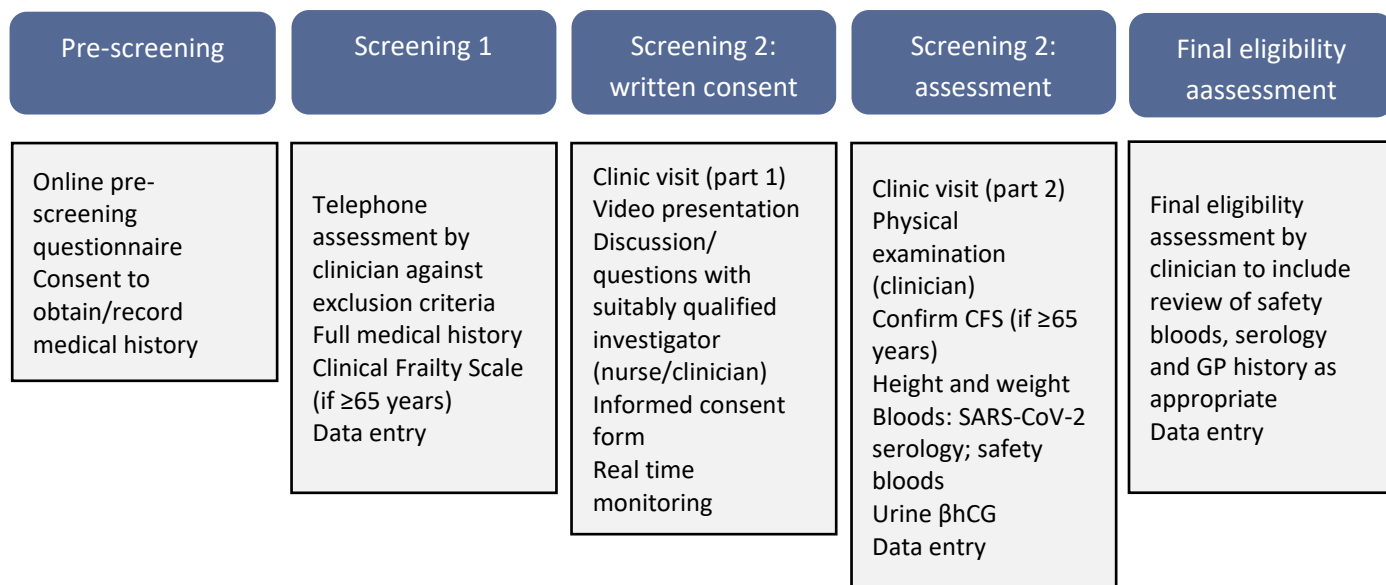 Pre-screening
Online pre-
screening
questionnaire
Consent to
obtain/record
medical history
Screening 1
Telephone
assessment by
clinician against
exclusion criteria
Full medical history
Clinical Frailty Scale
(if ≥65 years)
Data entry
Screening 2:
written consent
Clinic visit (part 1)
Video presentation
Discussion/
questions with
suitably qualified
investigator
(nurse/clinician)
Informed consent
form
Real time
monitoring
Screening 2:
assessment
Clinic visit (part 2)
Physical
examination
(clinician)
Confirm CFS (if ≥65
years)
Height and weight
Bloods: SARS-CoV-2
serology; safety
bloods
Urine βhCG
Data entry
Final eligibility
aassessment
Final eligibility
assessment by
clinician to include
review of safety
bloods, serology
and GP history as
appropriate
Data entry